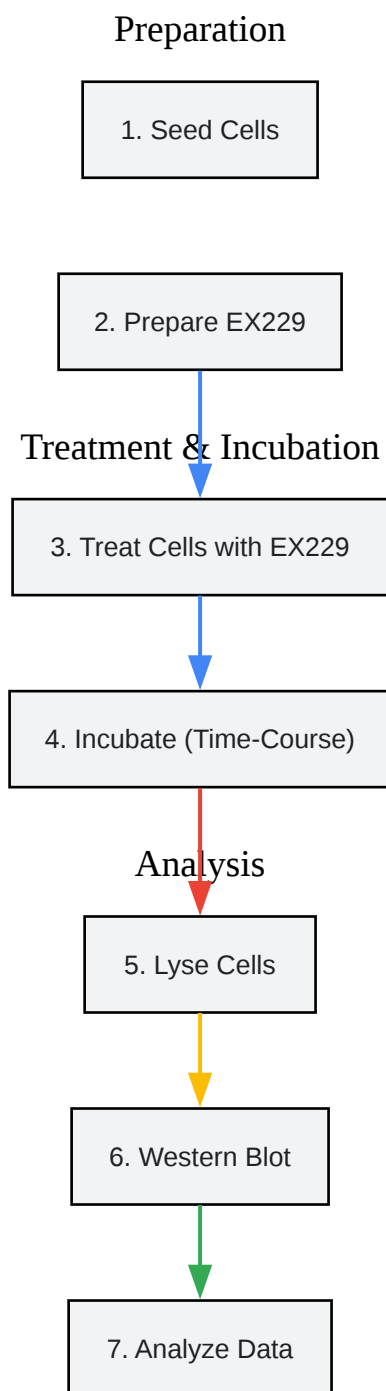 Preparation
1. Seed Cells
2. Prepare EX229
Treatment & Incubation
3. Treat Cells with EX229
4. Incubate (Time-Course)
Analysis
5. Lyse Cells
6. Western Blot
7. Analyze Data